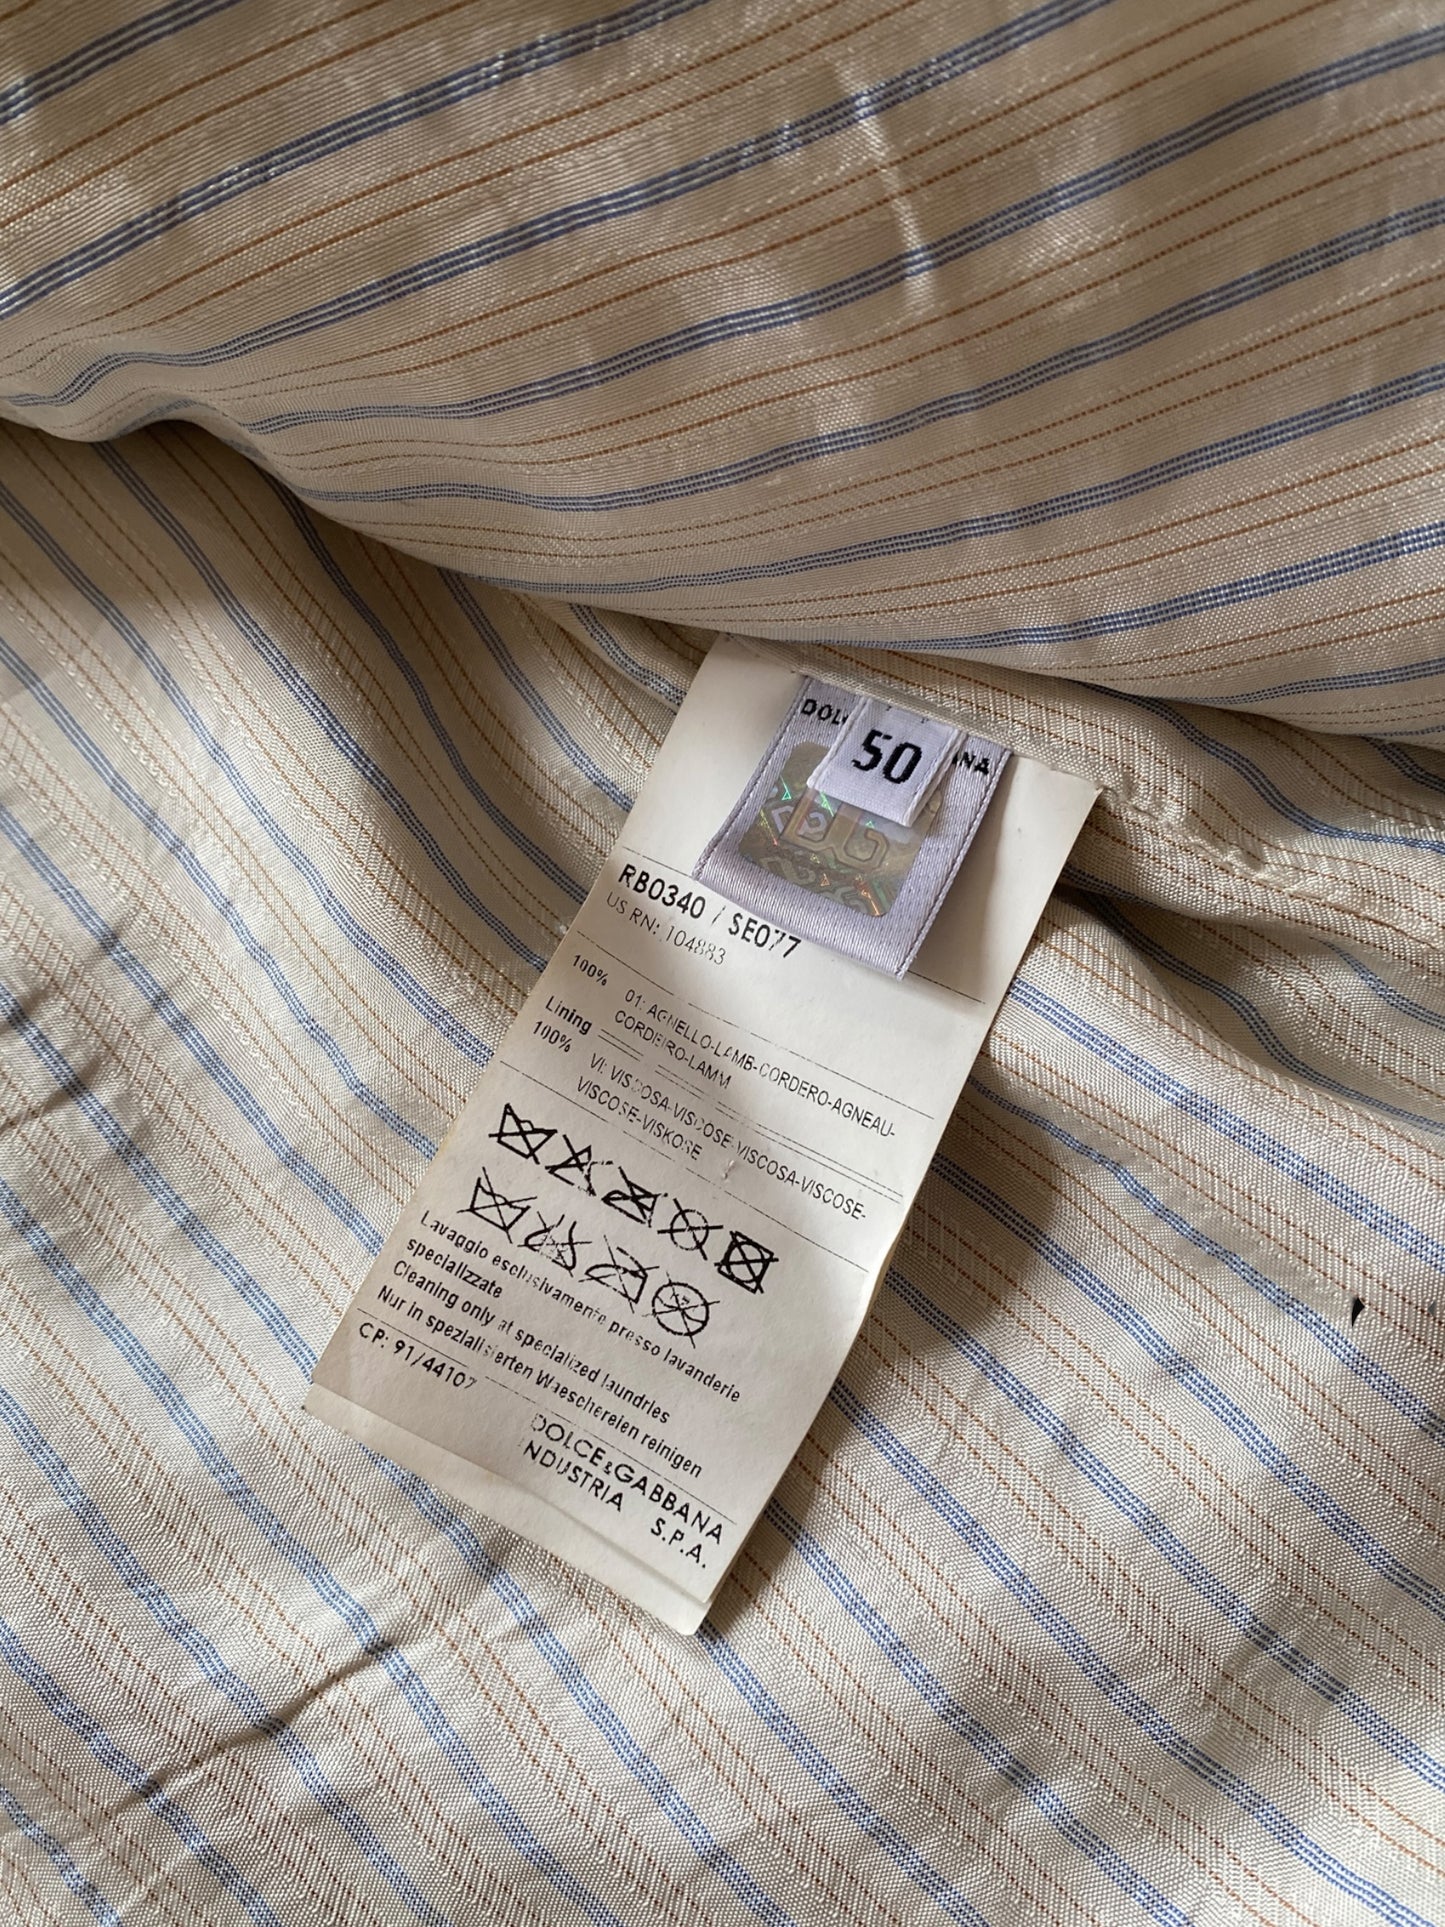 50
DG
RB0340 / SE077
US RN: 104883
100% 01: AGNELLO-LAMB-CORDERO-AGNEAU-
CORDEIRO-LAMM
Lining
100% VI: VISCOSA-VISCOSE-VISCOSA-VISCOSE-
VISCOSE-VISKOSE
Lavaggio esclusivamente presso lavanderie
specializzate
Cleaning only at specialized laundries
Nur in spezialisierten Waeschereien reinigen
CP: 91/44107
DOLCE&GABBANA
INDUSTRIA S.P.A.